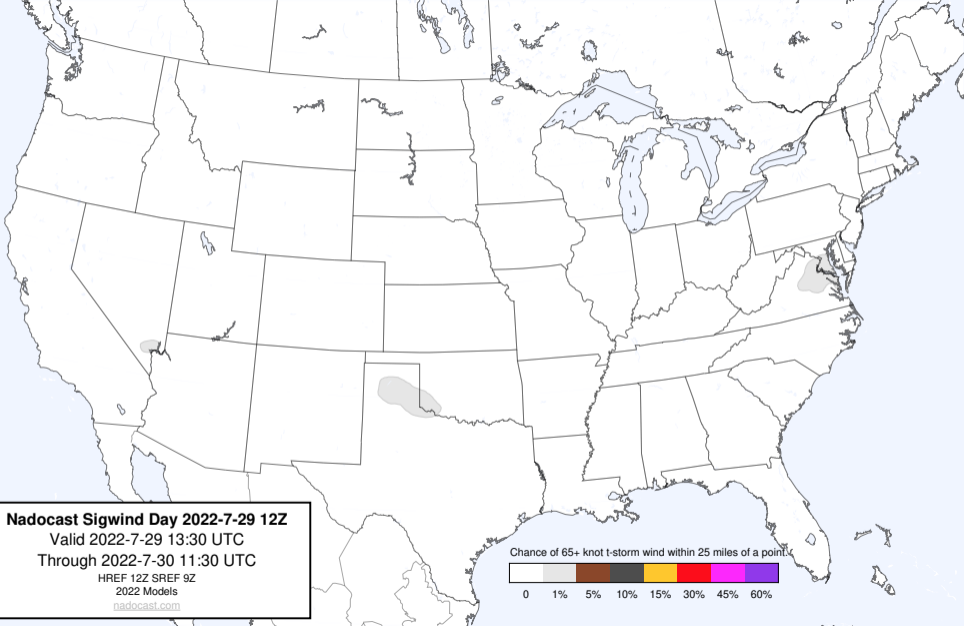 Nadocast Sigwind Day 2022-7-29 12Z
Valid 2022-7-29 13:30 UTC
Through 2022-7-30 11:30 UTC
HREF 12Z SREF 9Z
2022 Models
nadocast.com
Chance of 65+ knot t-storm wind within 25 miles of a point.
0 1% 5% 10% 15% 30% 45% 60%